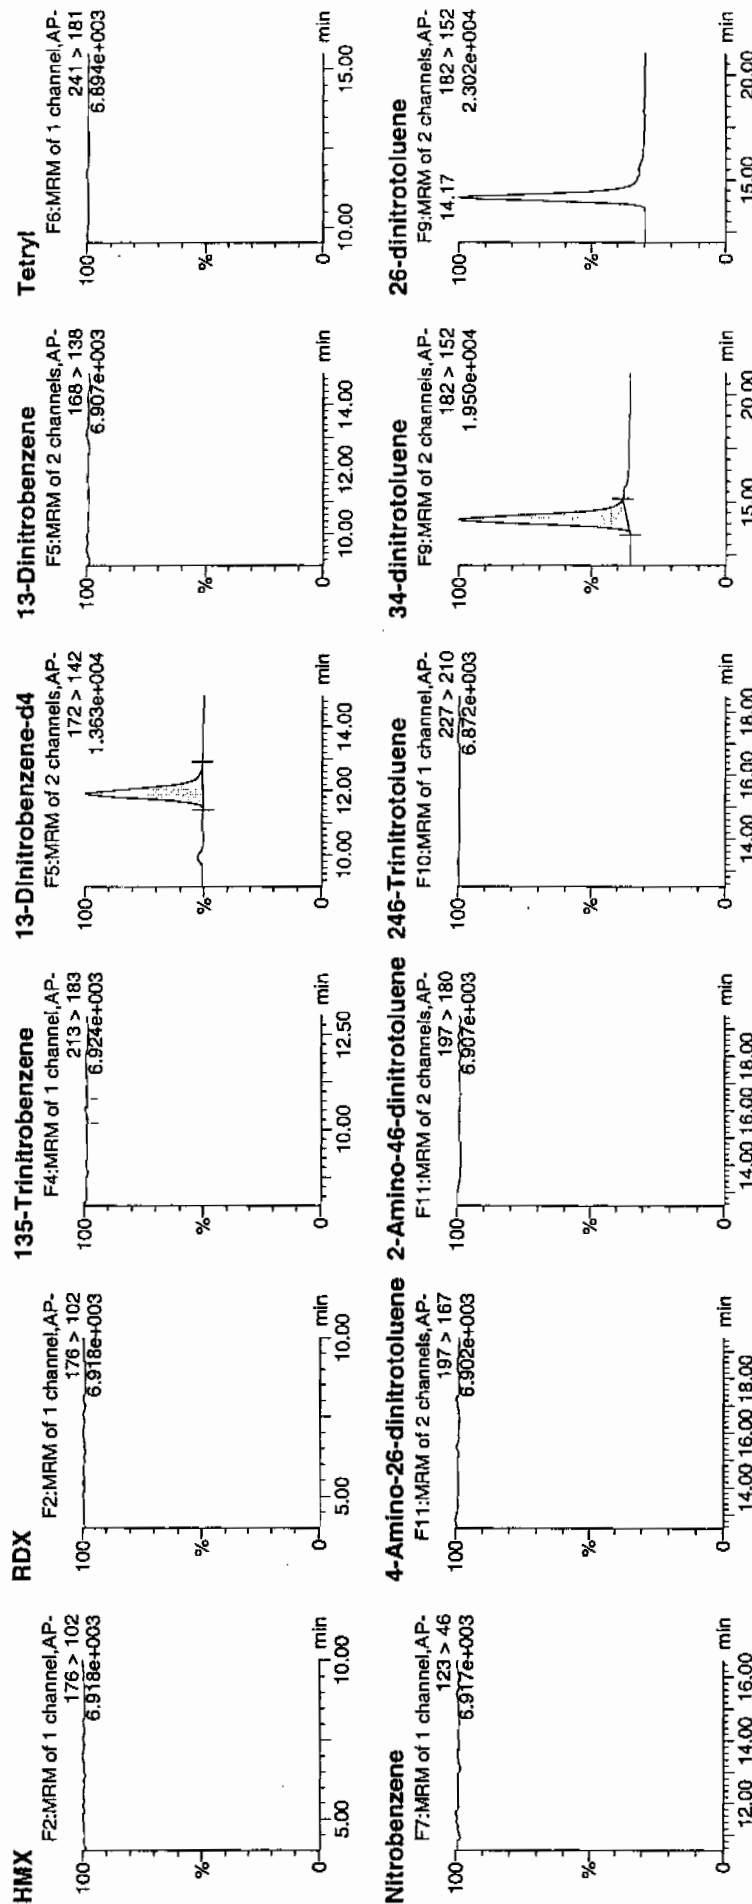 HMX
F2:MRM of 1 channel,AP-
176 > 102
6.918e+003
100
%
0
5.00 10.00 min
RDX
F2:MRM of 1 channel,AP-
176 > 102
6.918e+003
100
%
0
5.00 10.00 min
135-Trinitrobenzene
F4:MRM of 1 channel,AP-
213 > 183
6.924e+003
100
%
0
10.00 12.50 min
13-Dinitrobenzene-d4
F5:MRM of 2 channels,AP-
172 > 142
1.363e+004
100
%
0
10.00 12.00 14.00 min
13-Dinitrobenzene
F5:MRM of 2 channels,AP-
168 > 138
6.907e+003
100
%
0
10.00 12.00 14.00 min
Tetryl
F6:MRM of 1 channel,AP-
241 > 181
6.894e+003
100
%
0
10.00 15.00 min
Nitrobenzene
F7:MRM of 1 channel,AP-
123 > 46
6.917e+003
100
%
0
min
12.00 14.00 16.00
4-Amino-26-dinitrotoluene
F11:MRM of 2 channels,AP-
197 > 167
6.902e+003
100
%
0
min
14.00 16.00 18.00
2-Amino-46-dinitrotoluene
F11:MRM of 2 channels,AP-
197 > 180
6.907e+003
100
%
0
min
14.00 16.00 18.00
246-Trinitrotoluene
F10:MRM of 1 channel,AP-
227 > 210
6.872e+003
100
%
0
min
14.00 16.00 18.00
34-dinitrotoluene
F9:MRM of 2 channels,AP-
182 > 152
1.950e+004
100
%
0
min
15.00 20.00
26-dinitrotoluene
F9:MRM of 2 channels,AP-
14.17 182 > 152
2.302e+004
100
%
0
min
15.00 20.00